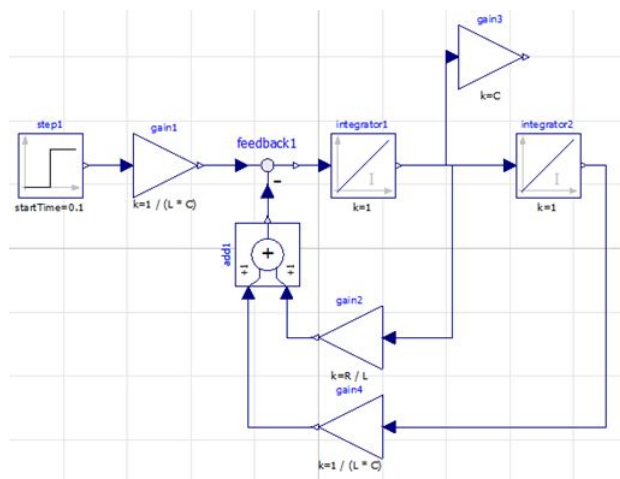 gain3
k=C
step1
startTime=0.1
gain1
k=1 / (L * C)
feedback1
integrator1
I
k=1
integrator2
I
k=1
add1
+
+1
+1
gain2
k=R / L
gain4
k=1 / (L * C)